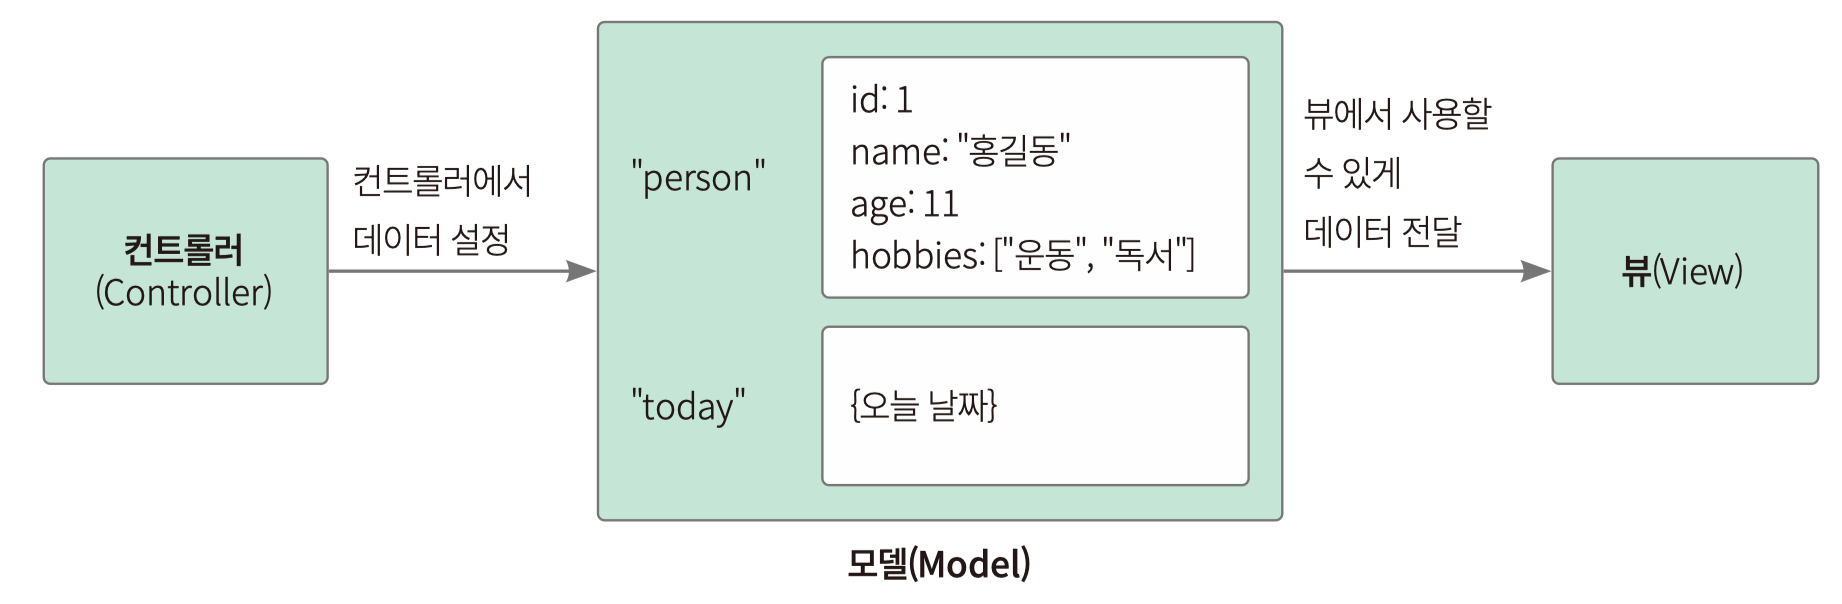 컨트롤러
(Controller)
컨트롤러에서
데이터 설정
"person"
id: 1
name: "홍길동"
age: 11
hobbies: ["운동", "독서"]
"today"
{오늘 날짜}
모델(Model)
뷰에서 사용할
수 있게
데이터 전달
뷰(View)